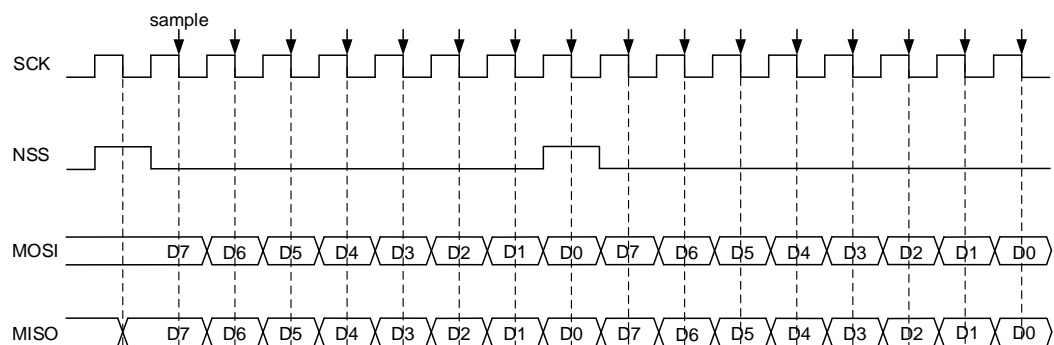 sample
SCK
NSS
MOSI D7 D6 D5 D4 D3 D2 D1 D0 D7 D6 D5 D4 D3 D2 D1 D0
MISO D7 D6 D5 D4 D3 D2 D1 D0 D7 D6 D5 D4 D3 D2 D1 D0